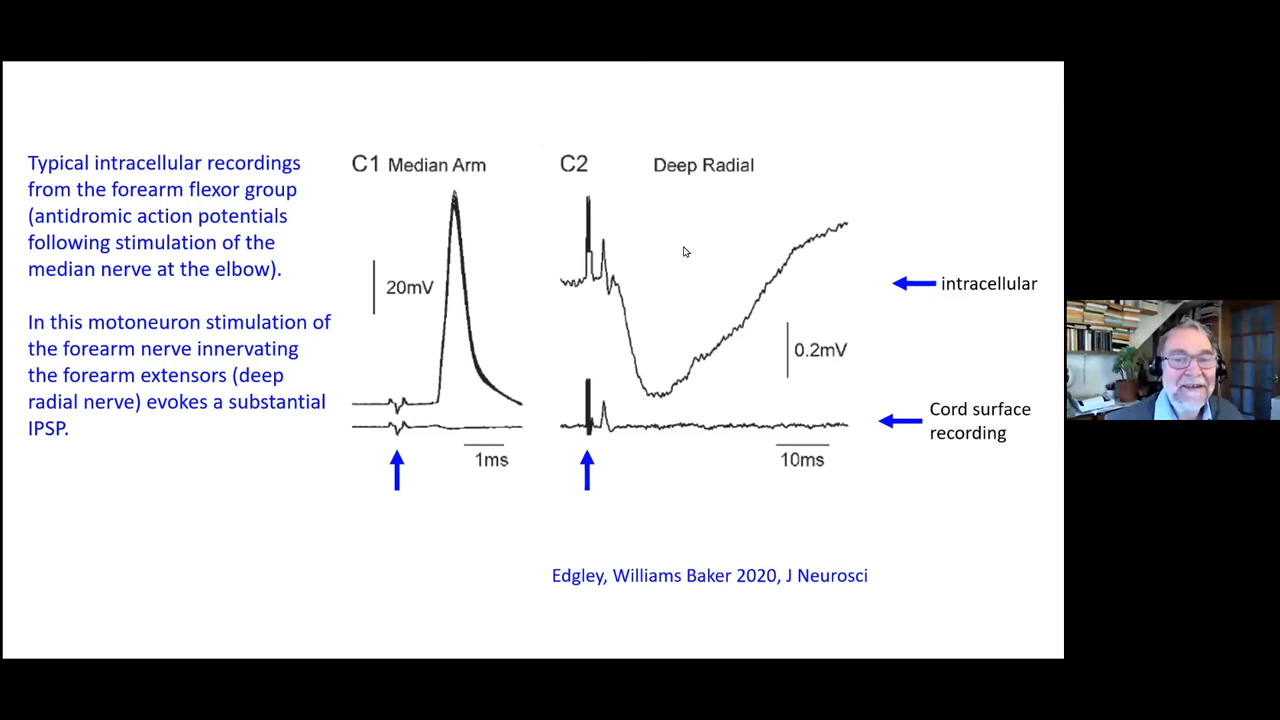 Typical intracellular recordings
from the forearm flexor group
(antidromic action potentials
following stimulation of the
median nerve at the elbow).
In this motoneuron stimulation of
the forearm nerve innervating
the forearm extensors (deep
radial nerve) evokes a substantial
IPSP.
C1 Median Arm
20mV
1ms
C2 Deep Radial
0.2mV
10ms
intracellular
Cord surface
recording
Edgley, Williams Baker 2020, J Neurosci